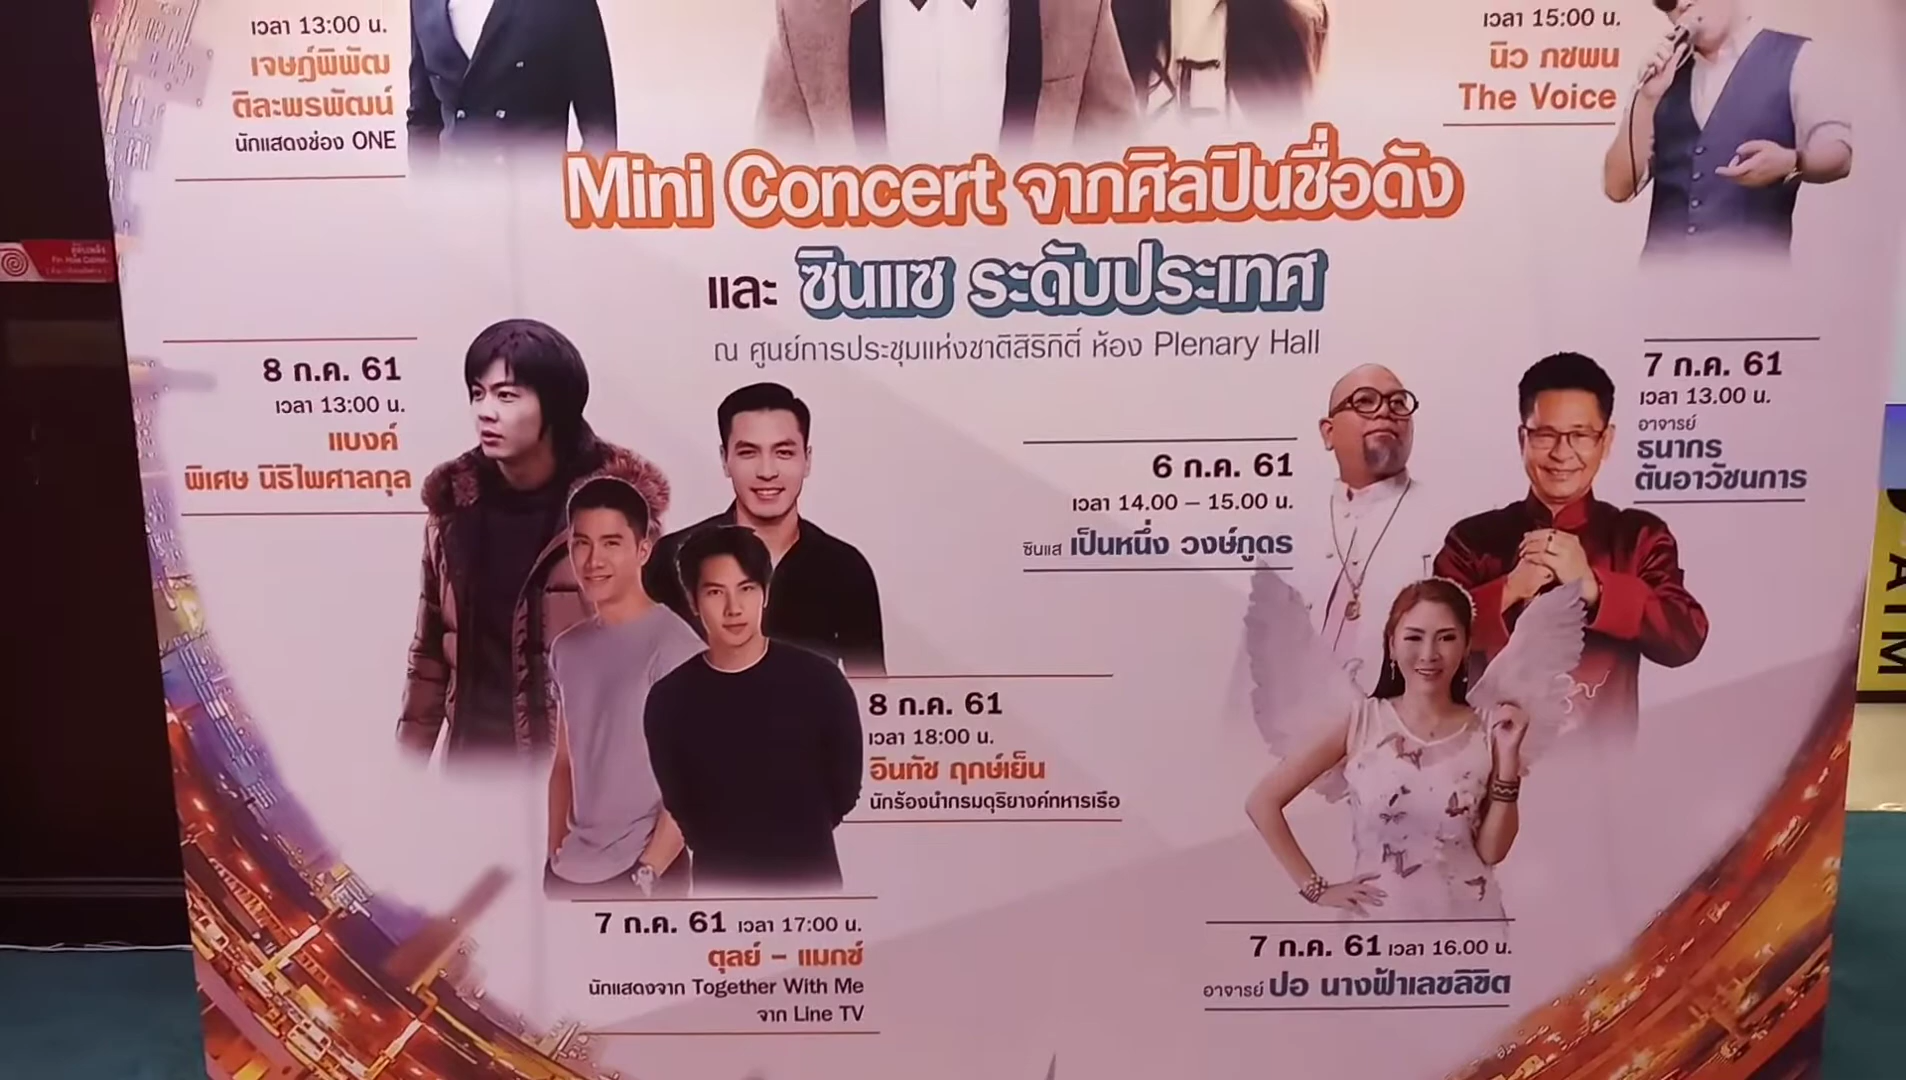 เวลา 13:00 น.
เจษฎ์พิพัฒ
ติละพรพัฒน์
นักแสดงช่อง ONE
เวลา 15:00 น.
นิว ภชพน
The Voice
Mini Concert จากศิลปินชื่อดัง
และ ซินแซ ระดับประเทศ
ณ ศูนย์การประชุมแห่งชาติสิริกิติ์ ห้อง Plenary Hall
8 ก.ค. 61
เวลา 13:00 น.
แบงค์
พิเศษ นิธิไพศาลกุล
7 ก.ค. 61
เวลา 13.00 น.
อาจารย์
ธนากร
ตันอาวัชนการ
6 ก.ค. 61
เวลา 14.00 – 15.00 น.
ซินแส เป็นหนึ่ง วงษ์ภูดร
8 ก.ค. 61
เวลา 18:00 น.
อินทัช ฤกษ์เย็น
นักร้องนำกรมดุริยางค์ทหารเรือ
7 ก.ค. 61 เวลา 17:00 น.
ตุลย์ – แมกซ์
นักแสดงจาก Together With Me
จาก Line TV
7 ก.ค. 61 เวลา 16.00 น.
อาจารย์ ปอ นางฟ้าเลขลิขิต
ATM